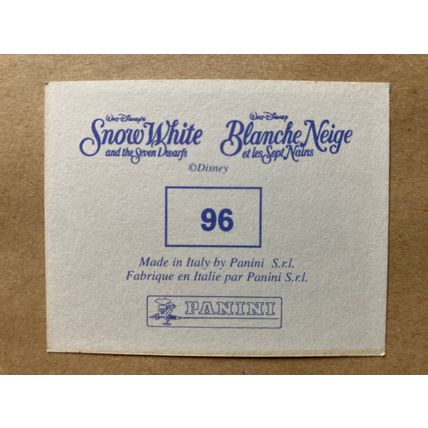 Walt Disney's
Snow White
and the Seven Dwarfs
Walt Disney
Blanche Neige
et les Sept Nains
©Disney
96
Made in Italy by Panini S.r.l.
Fabrique en Italie par Panini S.r.l.
PANINI